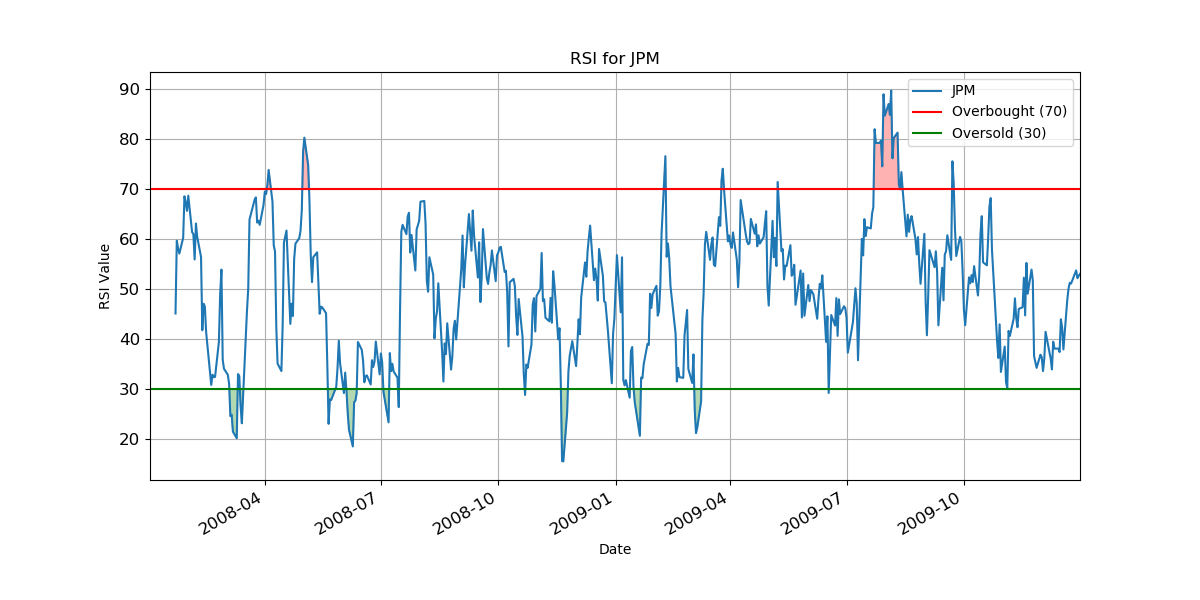 RSI for JPM
JPM
Overbought (70)
Oversold (30)
RSI Value
90
80
70
60
50
40
30
20
2008-04
2008-07
2008-10
2009-01
2009-04
2009-07
2009-10
Date